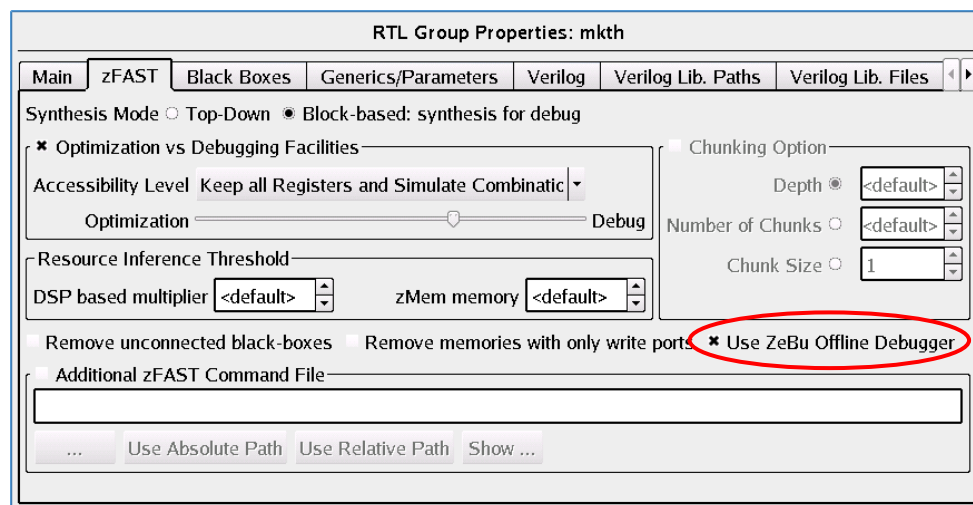 RTL Group Properties: mkth
Main zFAST Black Boxes Generics/Parameters Verilog Verilog Lib. Paths Verilog Lib. Files
Synthesis Mode Top-Down Block-based: synthesis for debug
Optimization vs Debugging Facilities
Accessibility Level Keep all Registers and Simulate Combinatic
Optimization Debug
Chunking Option
Depth <default>
Number of Chunks <default>
Chunk Size 1
Resource Inference Threshold
DSP based multiplier <default> zMem memory <default>
Remove unconnected black-boxes Remove memories with only write ports Use ZeBu Offline Debugger
Additional zFAST Command File
... Use Absolute Path Use Relative Path Show ...